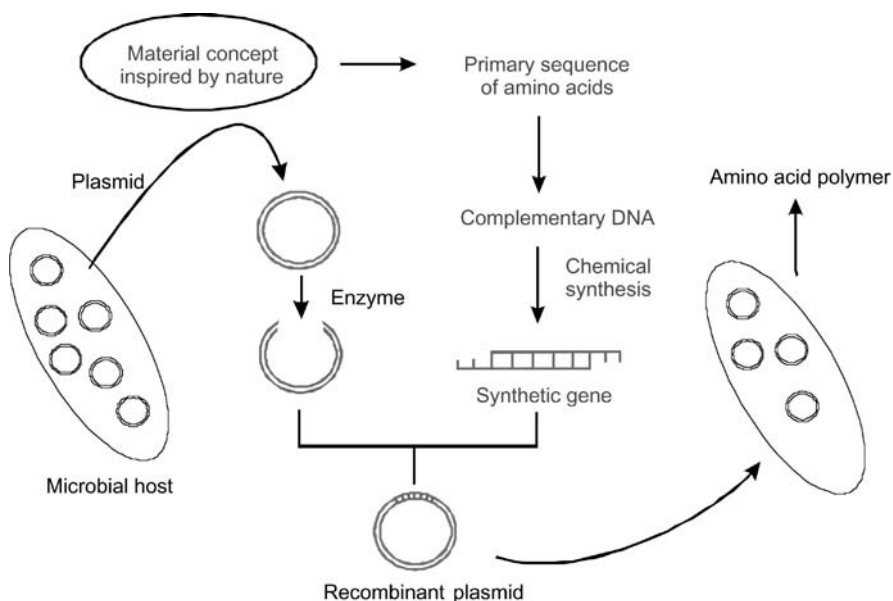 Material concept
inspired by nature
Primary sequence
of amino acids
Plasmid
Amino acid polymer
Complementary DNA
Enzyme
Chemical
synthesis
Synthetic gene
Microbial host
Recombinant plasmid